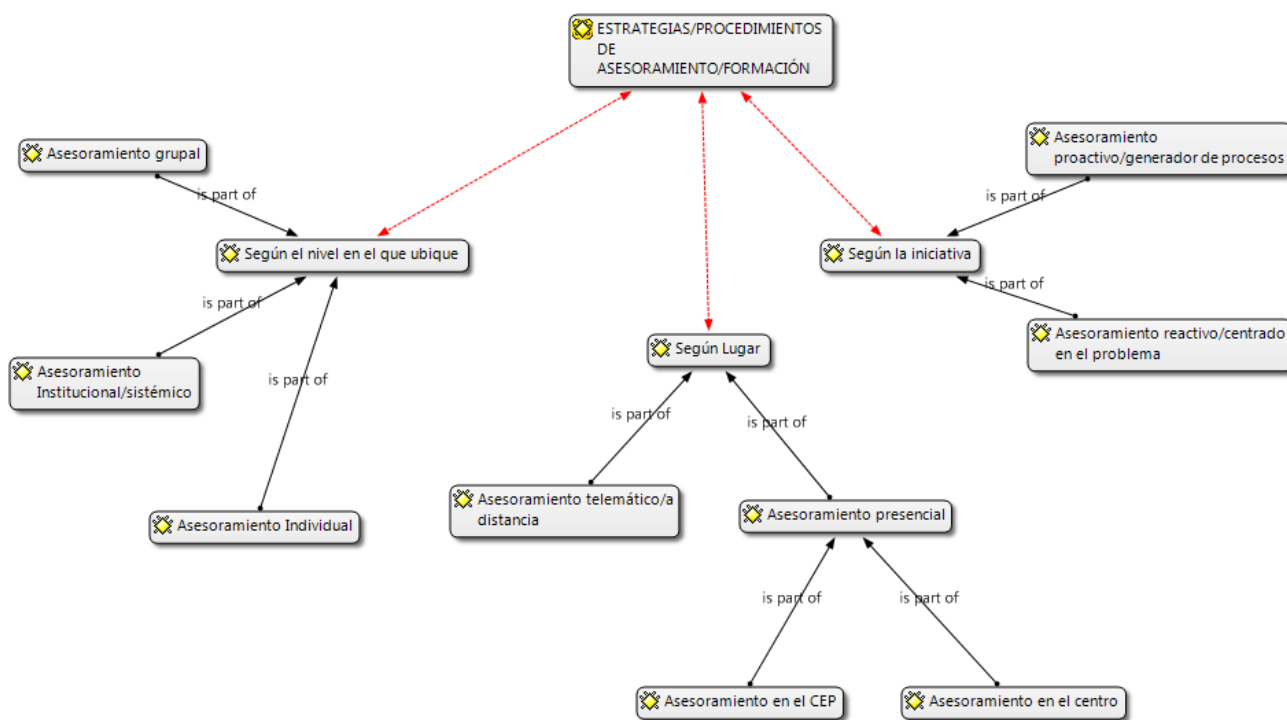 ESTRATEGIAS/PROCEDIMIENTOS
DE
ASESORAMIENTO/FORMACIÓN
Asesoramiento grupal
Asesoramiento
proactivo/generador de procesos
is part of
is part of
Según el nivel en el que ubique
Según la iniciativa
is part of
is part of
Asesoramiento reactivo/centrado
en el problema
Según Lugar
Asesoramiento
Institucional/sistémico
is part of
is part of
is part of
Asesoramiento telemático/a
distancia
Asesoramiento presencial
Asesoramiento Individual
is part of
is part of
Asesoramiento en el CEP
Asesoramiento en el centro